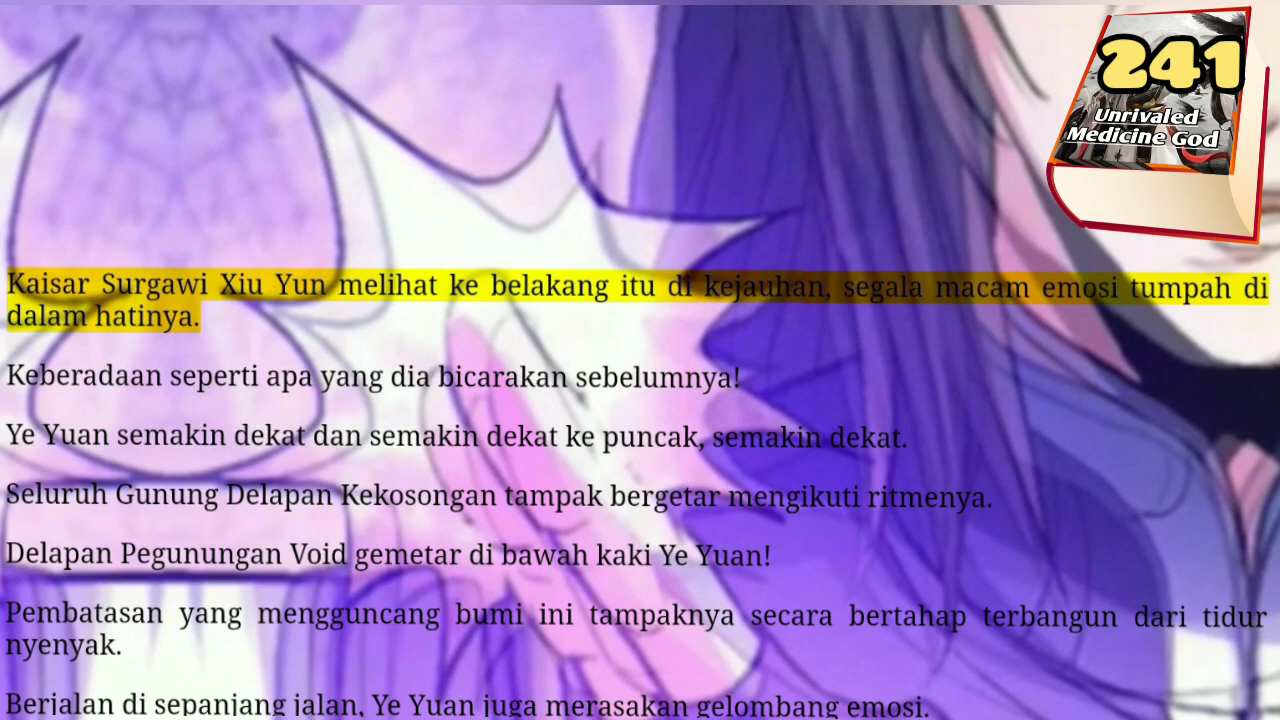 241
Unrivaled
Medicine God
Kaisar Surgawi Xiu Yun melihat ke belakang itu di kejauhan, segala macam emosi tumpah di
dalam hatinya.
Keberadaan seperti apa yang dia bicarakan sebelumnya!
Ye Yuan semakin dekat dan semakin dekat ke puncak, semakin dekat.
Seluruh Gunung Delapan Kekosongan tampak bergetar mengikuti ritmenya.
Delapan Pegunungan Void gemetar di bawah kaki Ye Yuan!
Pembatasan yang mengguncang bumi ini tampaknya secara bertahap terbangun dari tidur
nyenyak.
Berjalan di sepanjang jalan, Ye Yuan juga merasakan gelombang emosi.